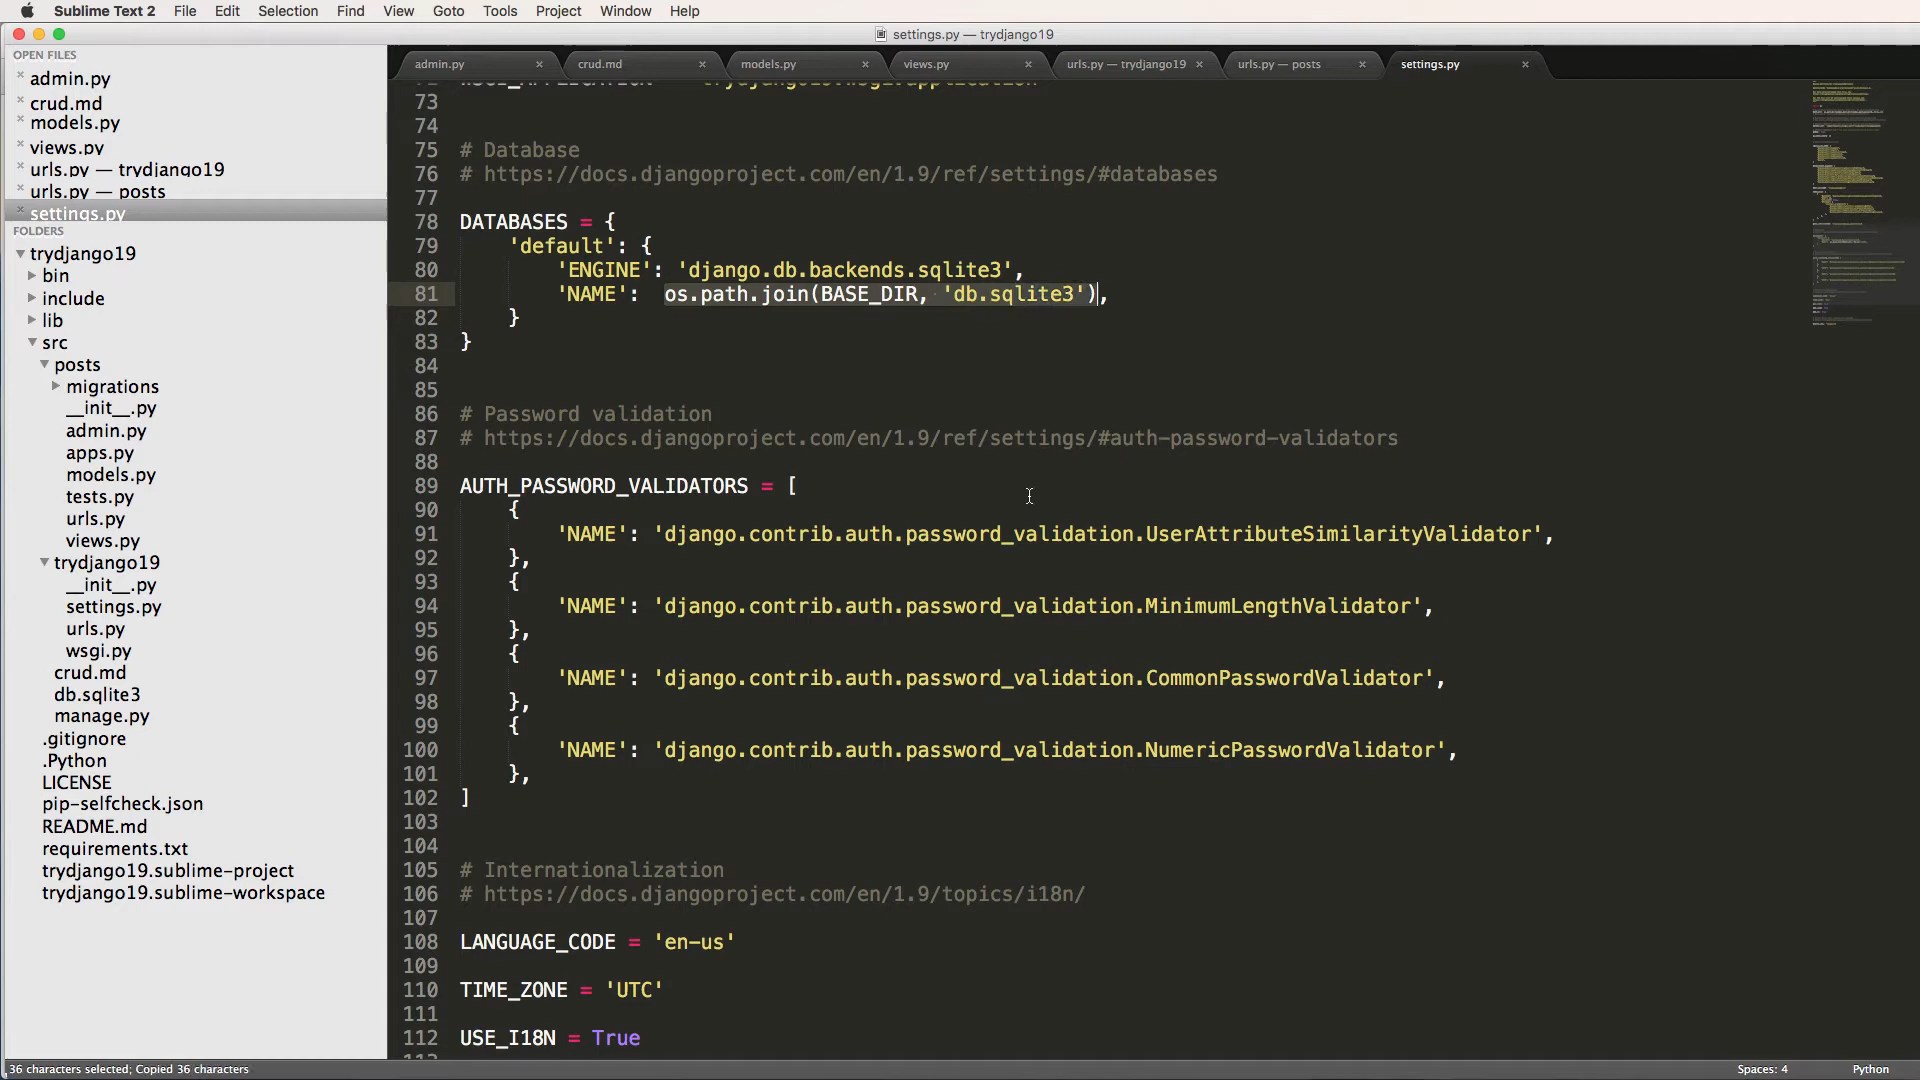 Sublime Text 2 File Edit Selection Find View Goto Tools Project Window Help
settings.py — trydjango19
OPEN FILES
admin.py
crud.md
models.py
views.py
urls.py — trydjango19
urls.py — posts
settings.py
FOLDERS
trydjango19
bin
include
lib
src
posts
migrations
__init__.py
admin.py
apps.py
models.py
tests.py
urls.py
views.py
trydjango19
__init__.py
settings.py
urls.py
wsgi.py
crud.md
db.sqlite3
manage.py
.gitignore
.Python
LICENSE
pip-selfcheck.json
README.md
requirements.txt
trydjango19.sublime-project
trydjango19.sublime-workspace
admin.py crud.md models.py views.py urls.py — trydjango19 urls.py — posts settings.py
73
74
75 # Database
76 # https://docs.djangoproject.com/en/1.9/ref/settings/#databases
77
78 DATABASES = {
79 'default': {
80 'ENGINE': 'django.db.backends.sqlite3',
81 'NAME': os.path.join(BASE_DIR, 'db.sqlite3'),
82 }
83 }
84
85
86 # Password validation
87 # https://docs.djangoproject.com/en/1.9/ref/settings/#auth-password-validators
88
89 AUTH_PASSWORD_VALIDATORS = [
90 {
91 'NAME': 'django.contrib.auth.password_validation.UserAttributeSimilarityValidator',
92 },
93 {
94 'NAME': 'django.contrib.auth.password_validation.MinimumLengthValidator',
95 },
96 {
97 'NAME': 'django.contrib.auth.password_validation.CommonPasswordValidator',
98 },
99 {
100 'NAME': 'django.contrib.auth.password_validation.NumericPasswordValidator',
101 },
102 ]
103
104
105 # Internationalization
106 # https://docs.djangoproject.com/en/1.9/topics/i18n/
107
108 LANGUAGE_CODE = 'en-us'
109
110 TIME_ZONE = 'UTC'
111
112 USE_I18N = True
36 characters selected; Copied 36 characters Spaces: 4 Python